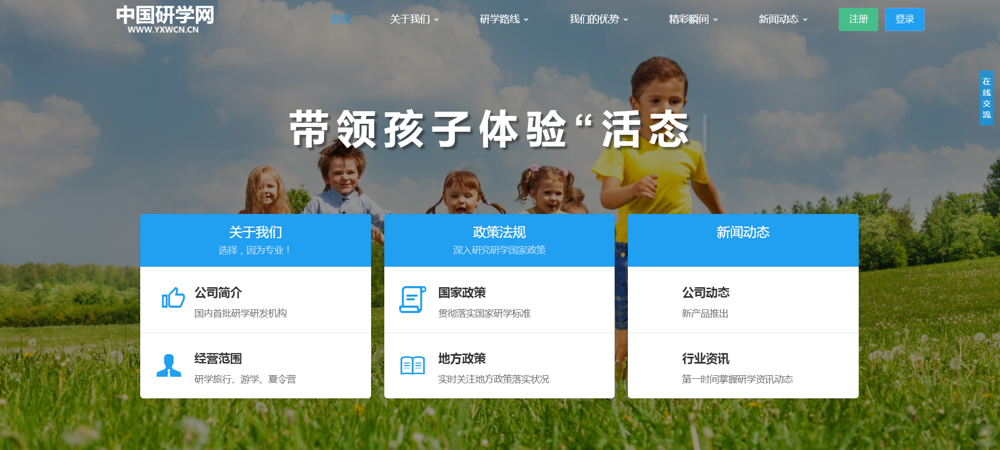 中国研学网
WWW.YXWCN.CN
首页 关于我们 研学路线 我们的优势 精彩瞬间 新闻动态 注册 登录
在线交流
带领孩子体验“活态
关于我们
选择，因为专业！
公司简介
国内首批研学研发机构
经营范围
研学旅行、游学、夏令营
政策法规
深入研究研学国家政策
国家政策
贯彻落实国家研学标准
地方政策
实时关注地方政策落实状况
新闻动态
公司动态
新产品推出
行业资讯
第一时间掌握研学资讯动态